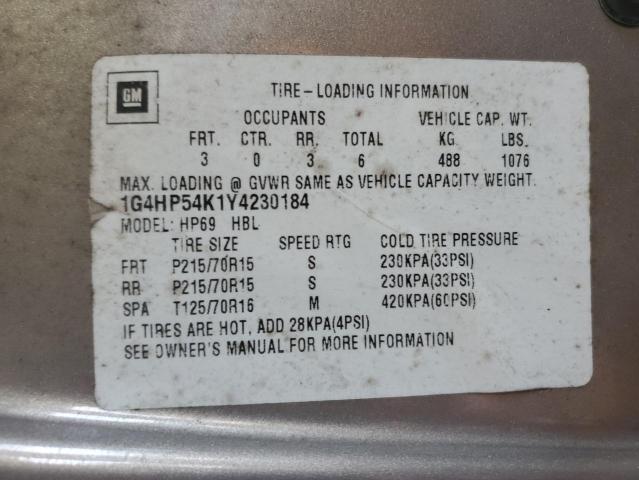 GM
TIRE-LOADING INFORMATION
OCCUPANTS VEHICLE CAP. WT.
FRT. CTR. RR. TOTAL KG LBS.
3 0 3 6 488 1076
MAX. LOADING @ GVWR SAME AS VEHICLE CAPACITY WEIGHT.
1G4HP54K1Y4230184
MODEL: HP69 HBL
TIRE SIZE SPEED RTG COLD TIRE PRESSURE
FRT P215/70R15 S 230KPA(33PSI)
RR P215/70R15 S 230KPA(33PSI)
SPA T125/70R16 M 420KPA(60PSI)
IF TIRES ARE HOT, ADD 28KPA(4PSI)
SEE OWNER'S MANUAL FOR MORE INFORMATION